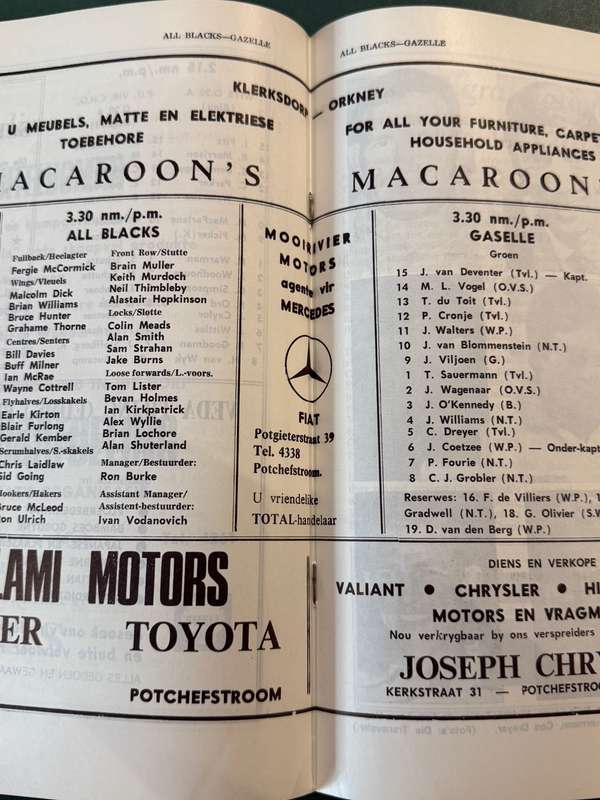 ALL BLACKS—GAZELLE
KLERKSDORP
U MEUBELS, MATTE EN ELEKTRIESE
TOEBEHORE
MACAROON'S
3.30 nm./p.m.
ALL BLACKS
Fullback/Heelagter
Fergie McCormick
Wings/Vleuels
Malcolm Dick
Brian Williams
Bruce Hunter
Grahame Thorne
Centres/Senters
Bill Davies
Buff Milner
Ian McRae
Wayne Cottrell
Flyhalves/Losskakels
Earle Kirton
Blair Furlong
Gerald Kember
Scrumhalves/S.-skakels
Chris Laidlaw
Sid Going
Hookers/Hakers
Bruce McLeod
Ron Ulrich
Front Row/Stutte
Brain Muller
Keith Murdoch
Neil Thimbleby
Alastair Hopkinson
Locks/Slotte
Colin Meads
Alan Smith
Sam Strahan
Jake Burns
Loose forwards/L.-voors.
Tom Lister
Bevan Holmes
Ian Kirkpatrick
Alex Wyllie
Brian Lochore
Alan Shuterland
Manager/Bestuurder:
Ron Burke
Assistant Manager/
Assistent-bestuurder:
Ivan Vodanovich
MOOIRIVIER
MOTORS
agente vir
MERCEDES
FIAT
Potgieterstraat 39
Tel. 4338
Potchefstroom.
U vriendelike
TOTAL-handelaar
LAMI MOTORS
ER TOYOTA
POTCHEFSTROOM
ALL BLACKS—GAZELLE
— ORKNEY
FOR ALL YOUR FURNITURE, CARPE
HOUSEHOLD APPLIANCES
MACAROON'
3.30 nm./p.m.
GASELLE
Groen
15 J. van Deventer (Tvl.) — Kapt.
14 M. L. Vogel (O.V.S.)
13 T. du Toit (Tvl.)
12 P. Cronje (Tvl.)
11 J. Walters (W.P.)
10 J. van Blommenstein (N.T.)
9 J. Viljoen (G.)
1 T. Sauermann (Tvl.)
2 J. Wagenaar (O.V.S.)
3 J. O'Kennedy (B.)
4 J. Williams (N.T.)
5 C. Dreyer (Tvl.)
6 J. Coetzee (W.P.) — Onder-kapt
7 P. Fourie (N.T.)
8 C. J. Grobler (N.T.)
Reserwes: 16. F. de Villiers (W.P.), 1
Gradwell (N.T.), 18. G. Olivier (S.W
19. D. van den Berg (W.P.)
DIENS EN VERKOPE
VALIANT • CHRYSLER • HI
MOTORS EN VRAGM
Nou verkrygbaar by ons verspreiders
JOSEPH CHRY
KERKSTRAAT 31 — POTCHEFSTROO